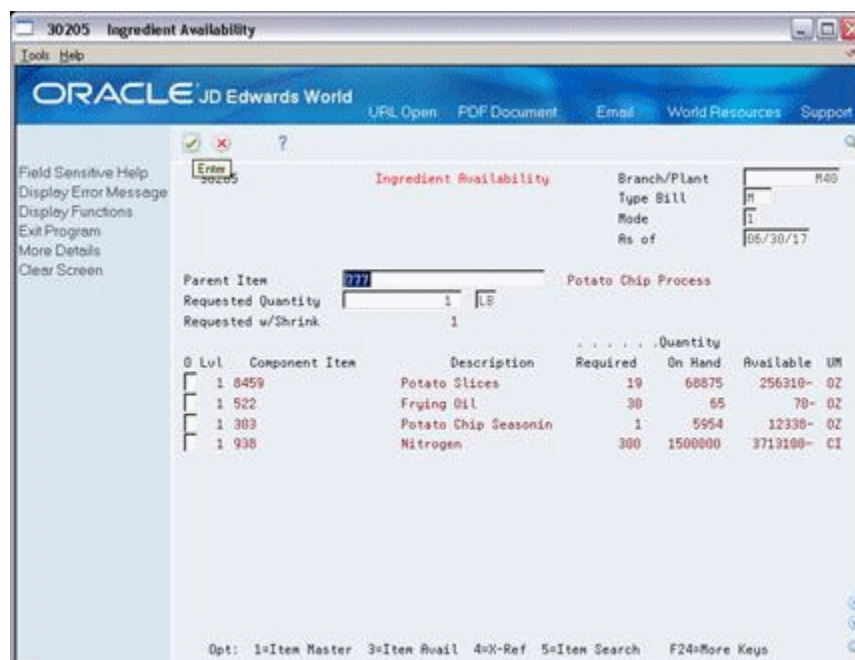 30205 Ingredient Availability
Tools Help
ORACLE JD Edwards World
URL Open PDF Document Email World Resources Support
Field Sensitive Help
Display Error Message
Display Functions
Exit Program
More Details
Clear Screen
?
Enter
30205 Ingredient Availability Branch/Plant M40
Type Bill M
Mode 1
As of 06/30/17
Parent Item 777 Potato Chip Process
Requested Quantity 1 LB
Requested w/Shrink 1
. . . . . .Quantity
O Lvl Component Item Description Required On Hand Available UM
1 8459 Potato Slices 19 68875 256310- OZ
1 522 Frying Oil 30 65 70- OZ
1 303 Potato Chip Seasonin 1 5954 12338- OZ
1 938 Nitrogen 300 1500000 3713100- CI
Opt: 1=Item Master 3=Item Avail 4=X-Ref 5=Item Search F24=More Keys